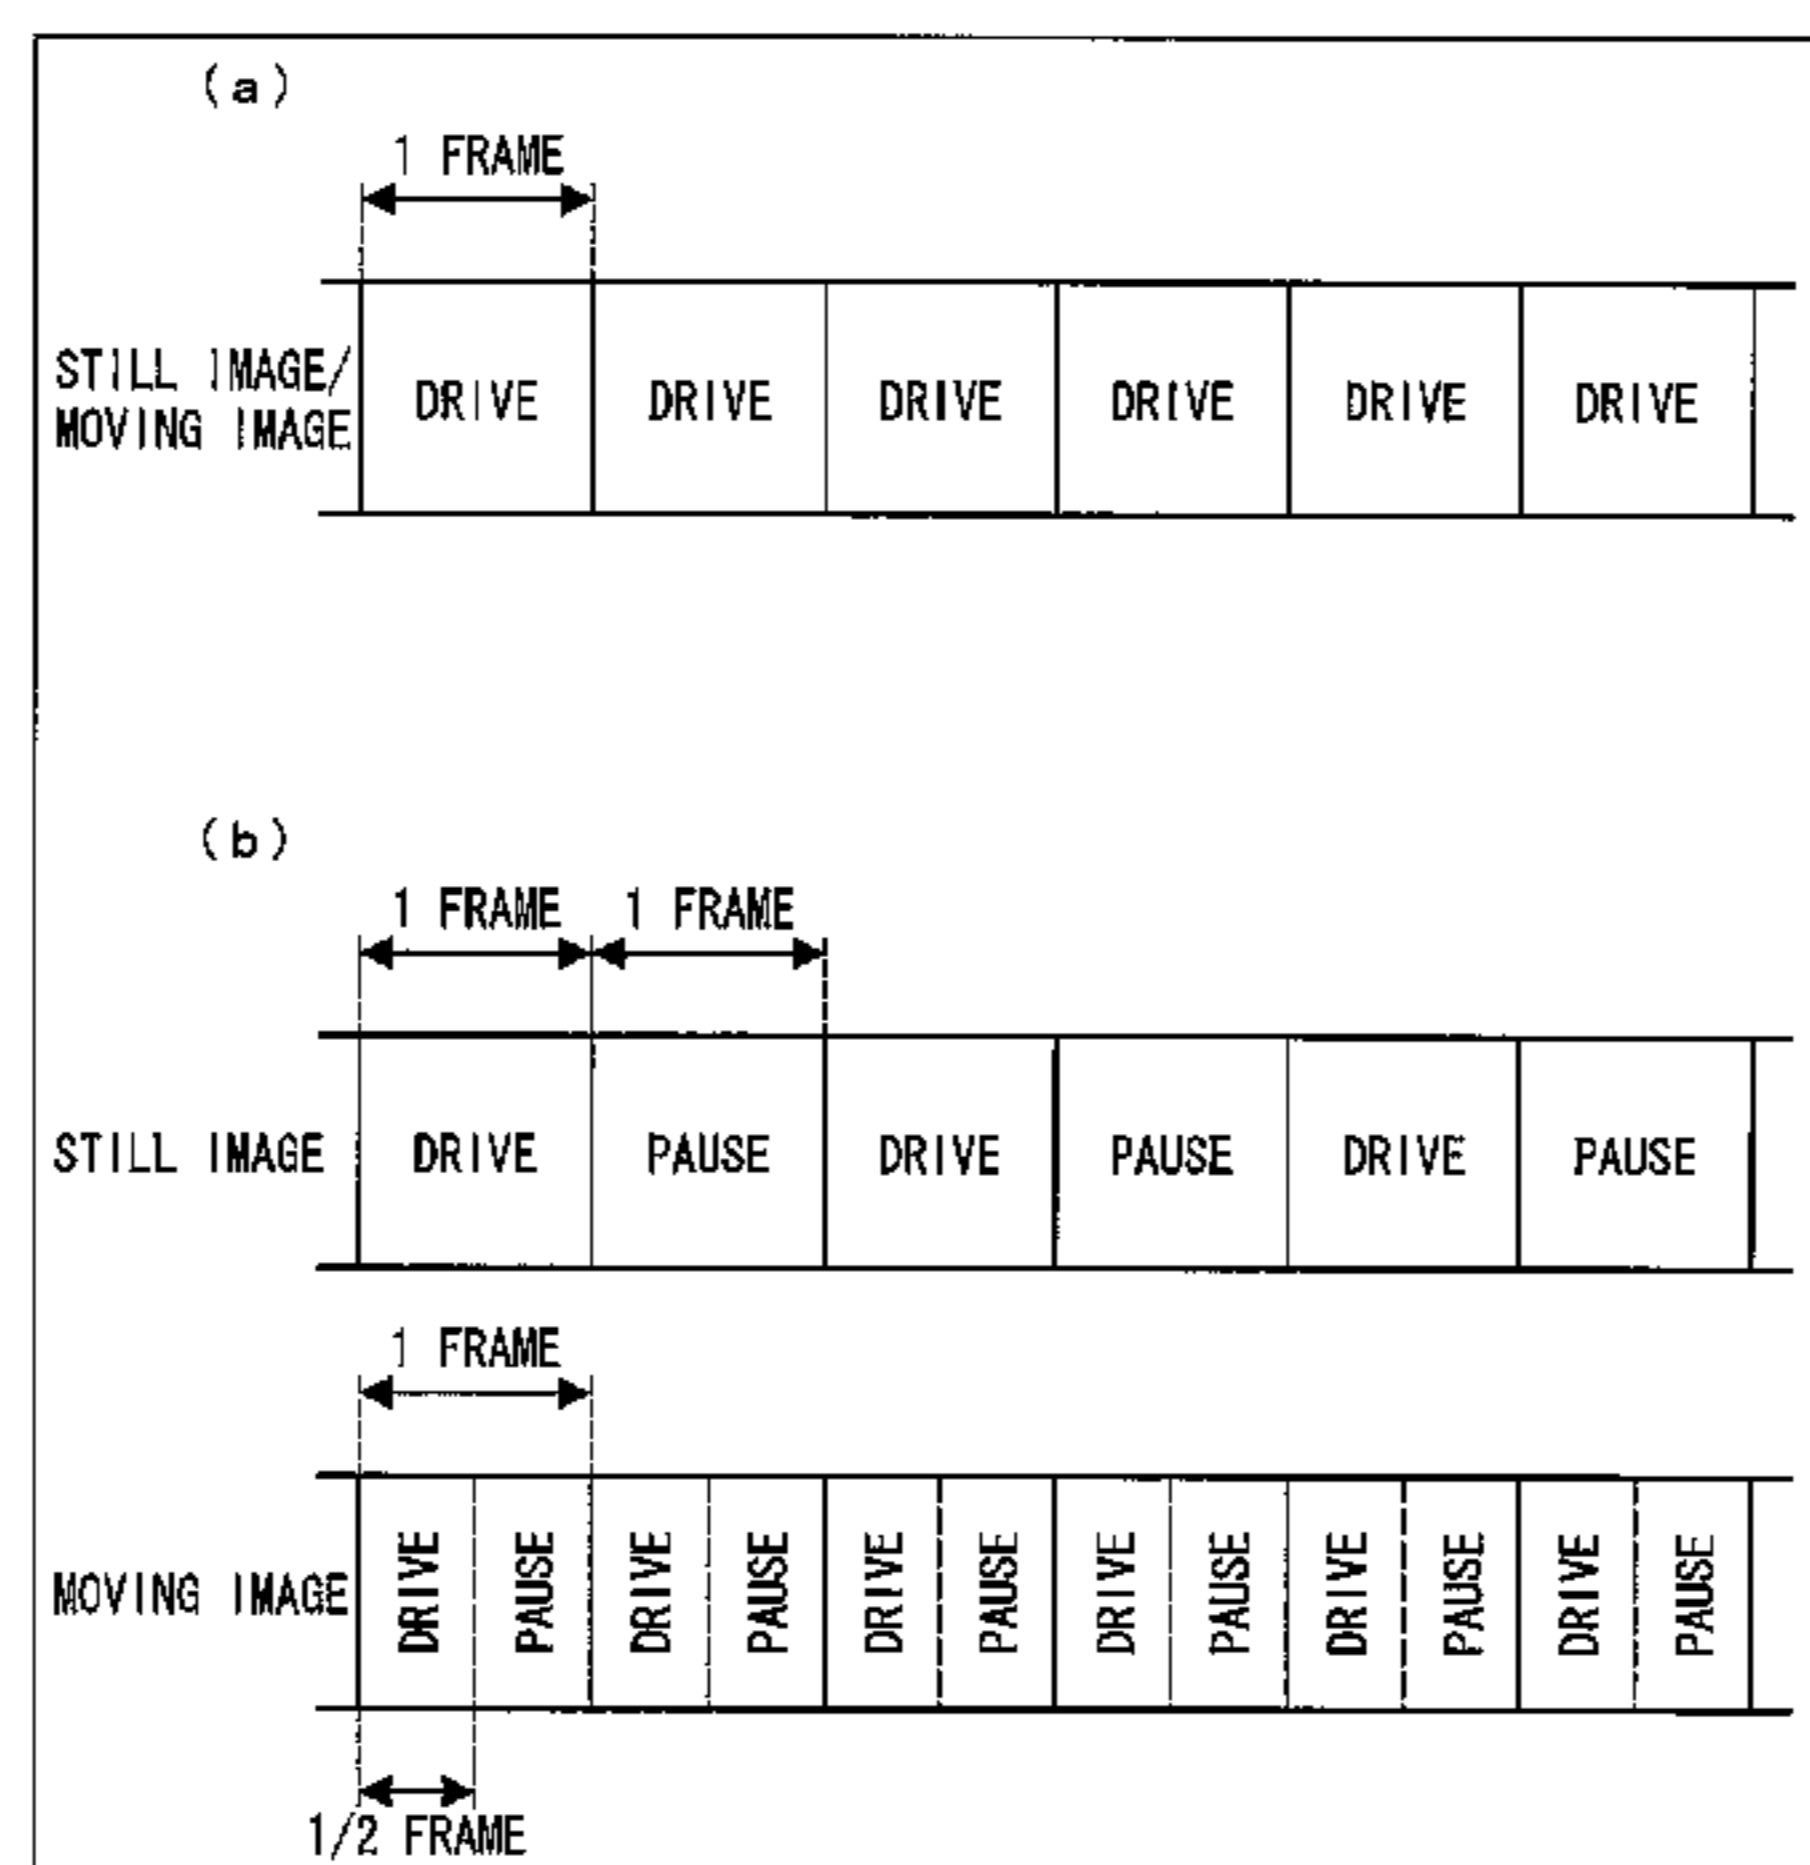 (a)
1 FRAME
STILL IMAGE/
MOVING IMAGE
DRIVE DRIVE DRIVE DRIVE DRIVE DRIVE
(b)
1 FRAME 1 FRAME
STILL IMAGE DRIVE PAUSE DRIVE PAUSE DRIVE PAUSE
1 FRAME
MOVING IMAGE DRIVE PAUSE DRIVE PAUSE DRIVE PAUSE DRIVE PAUSE DRIVE PAUSE DRIVE PAUSE
1/2 FRAME